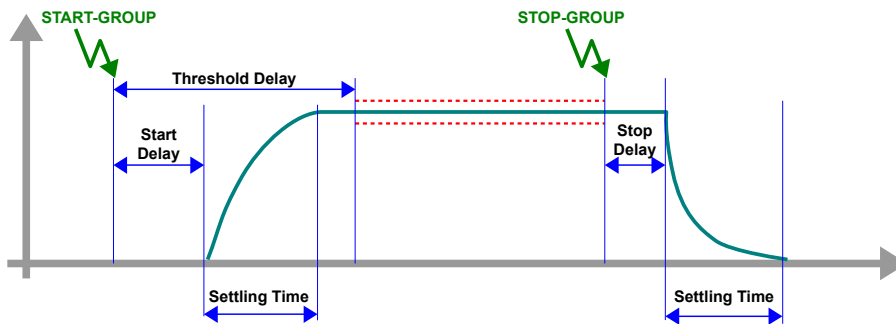 START-GROUP
STOP-GROUP
Threshold Delay
Start
Delay
Stop
Delay
Settling Time
Settling Time